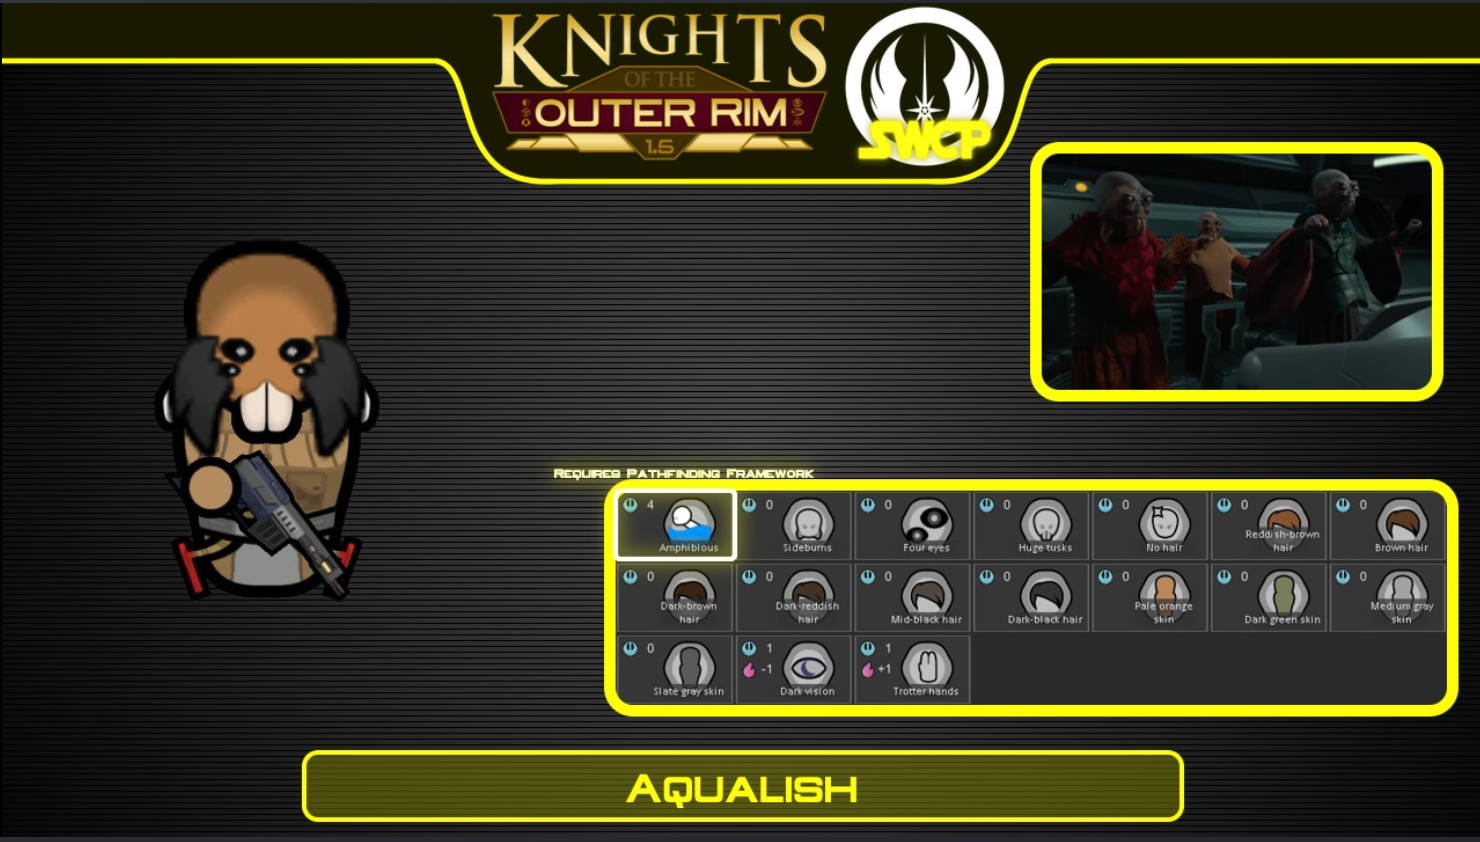 KNIGHTS
OF THE
OUTER RIM
1.5
SWCP
Requires Pathfinding Framework
4
Amphibious
0
Sideburns
0
Four eyes
0
Huge tusks
0
No hair
0
Reddish-brown
hair
0
Brown hair
0
Dark-brown
hair
0
Dark-reddish
hair
0
Mid-black hair
0
Dark-black hair
0
Pale orange
skin
0
Dark green skin
0
Medium gray
skin
0
Slate gray skin
1
-1
Dark vision
1
+1
Trotter hands
Aqualish